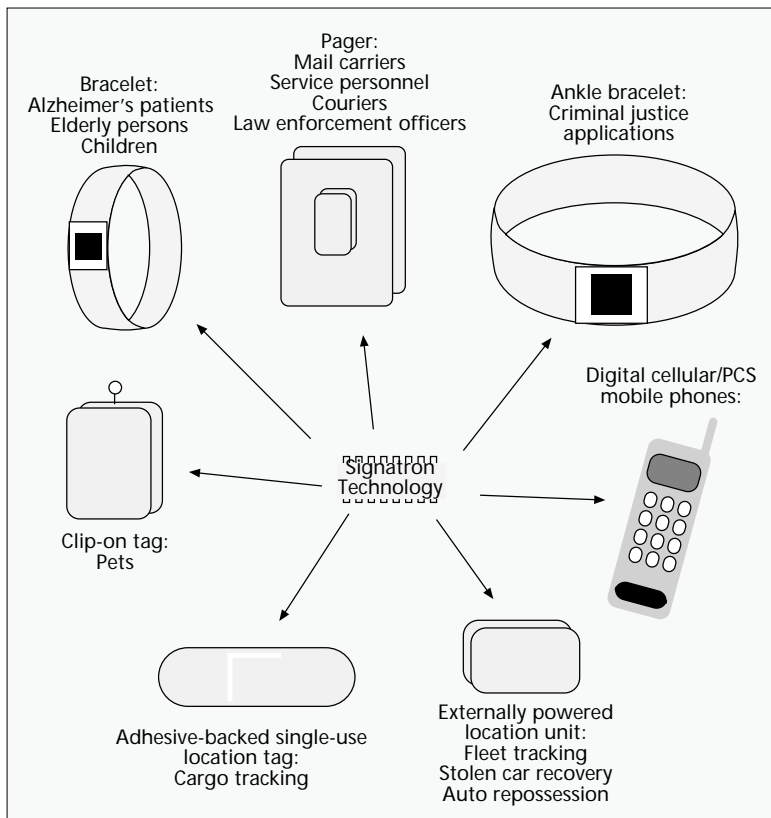 Pager:
Mail carriers
Service personnel
Couriers
Law enforcement officers
Bracelet:
Alzheimer's patients
Elderly persons
Children
Ankle bracelet:
Criminal justice
applications
Digital cellular/PCS
mobile phones:
Signatron
Technology
Clip-on tag:
Pets
Adhesive-backed single-use
location tag:
Cargo tracking
Externally powered
location unit:
Fleet tracking
Stolen car recovery
Auto repossession